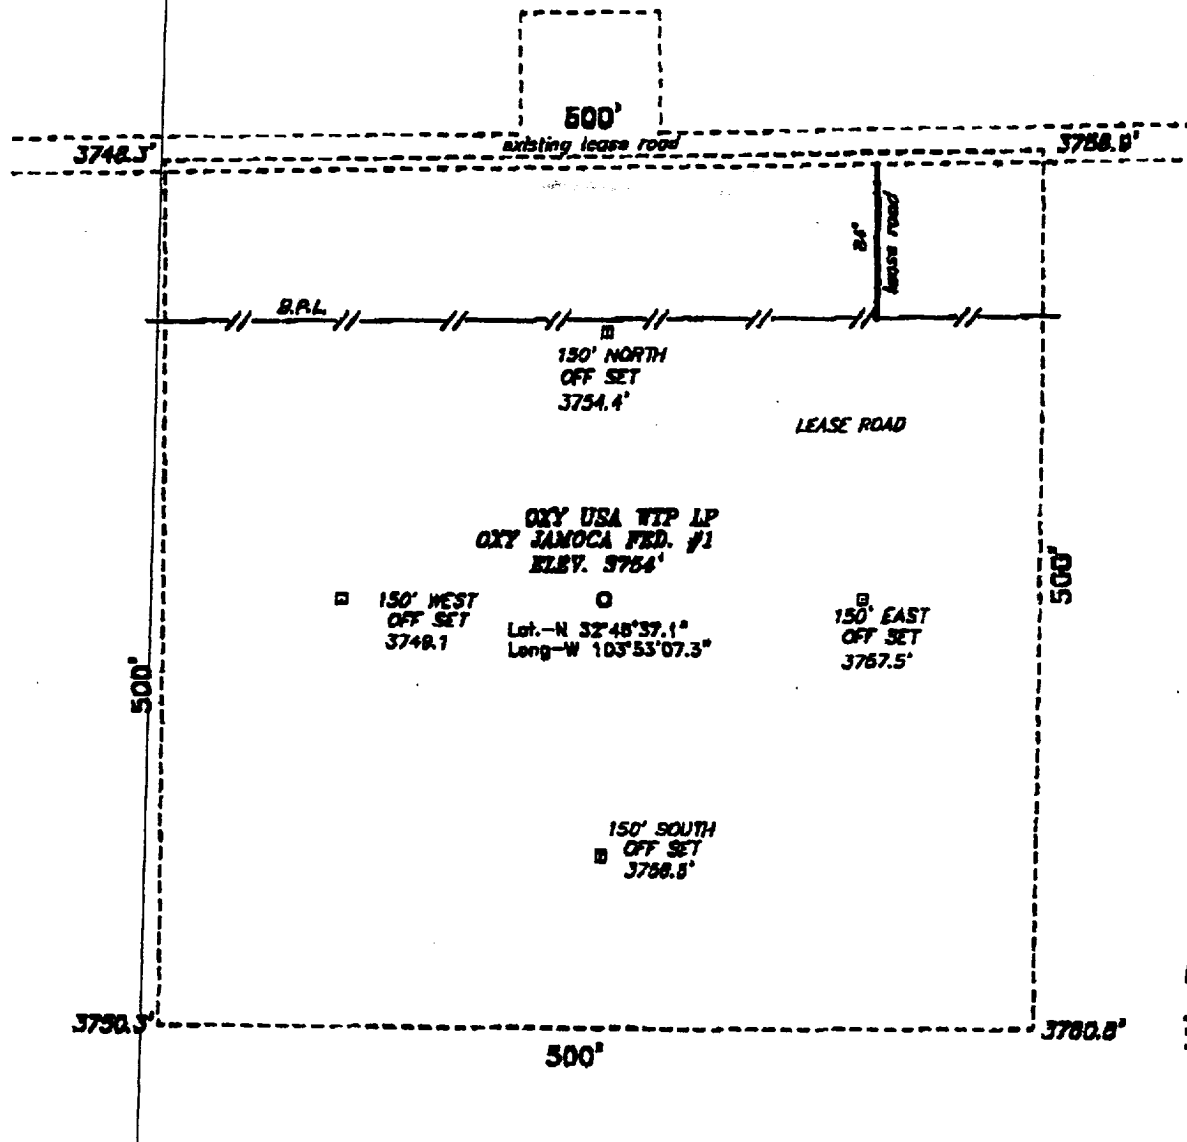 500'
existing lease road
3748.3'
3758.9'
24'
lease road
B.P.L.
150' NORTH
OFF SET
3754.4'
LEASE ROAD
OXY USA WTP LP
OXY JAMOCA FED. #1
ELEV. 3754'
150' WEST
OFF SET
3749.1
Lat.-N 32°48'37.1"
Long-W 103°53'07.3"
150' EAST
OFF SET
3757.5'
500'
500'
150' SOUTH
OFF SET
3756.5'
3750.3'
3760.8'
500'